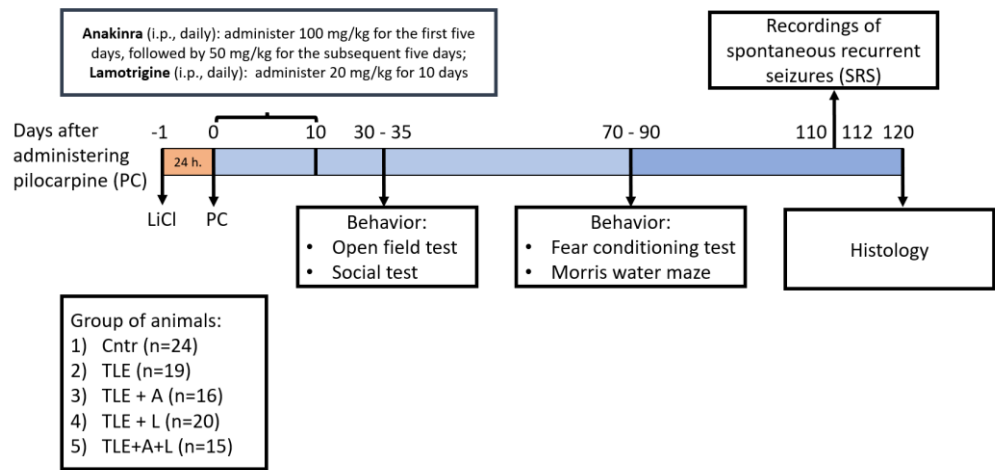 Anakinra (i.p., daily): administer 100 mg/kg for the first five
days, followed by 50 mg/kg for the subsequent five days;
Lamotrigine (i.p., daily): administer 20 mg/kg for 10 days
Recordings of
spontaneous recurrent
seizures (SRS)
Days after
administering
pilocarpine (PC)
-1 0 10 30 - 35 70 - 90 110 112 120
24 h.
LiCl PC
Behavior:
• Open field test
• Social test
Behavior:
• Fear conditioning test
• Morris water maze
Histology
Group of animals:
1) Cntr (n=24)
2) TLE (n=19)
3) TLE + A (n=16)
4) TLE + L (n=20)
5) TLE+A+L (n=15)